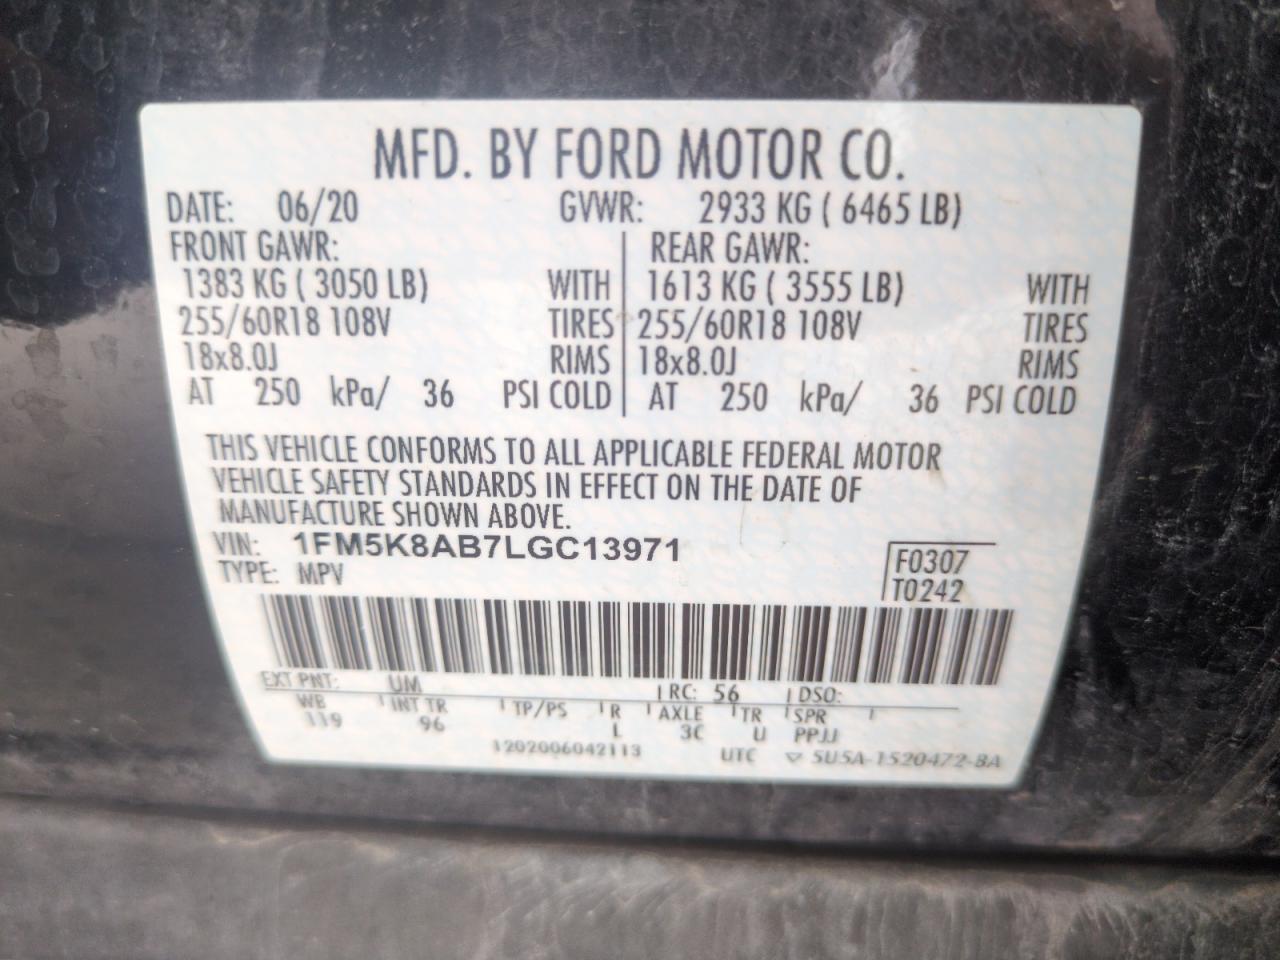 MFD. BY FORD MOTOR CO.
DATE: 06/20 GVWR: 2933 KG ( 6465 LB)
FRONT GAWR: REAR GAWR:
1383 KG ( 3050 LB) WITH 1613 KG ( 3555 LB) WITH
255/60R18 108V TIRES 255/60R18 108V TIRES
18x8.0J RIMS 18x8.0J RIMS
AT 250 kPa/ 36 PSI COLD AT 250 kPa/ 36 PSI COLD
THIS VEHICLE CONFORMS TO ALL APPLICABLE FEDERAL MOTOR
VEHICLE SAFETY STANDARDS IN EFFECT ON THE DATE OF
MANUFACTURE SHOWN ABOVE.
VIN: 1FM5K8AB7LGC13971
TYPE: MPV
F0307
T0242
EXT PNT: UM RC: 56 DSO:
WB INT TR TP/PS R AXLE TR SPR
119 96 L 3C U PPJJ
1202006042113 UTC ▽ 5U5A-1520472-BA